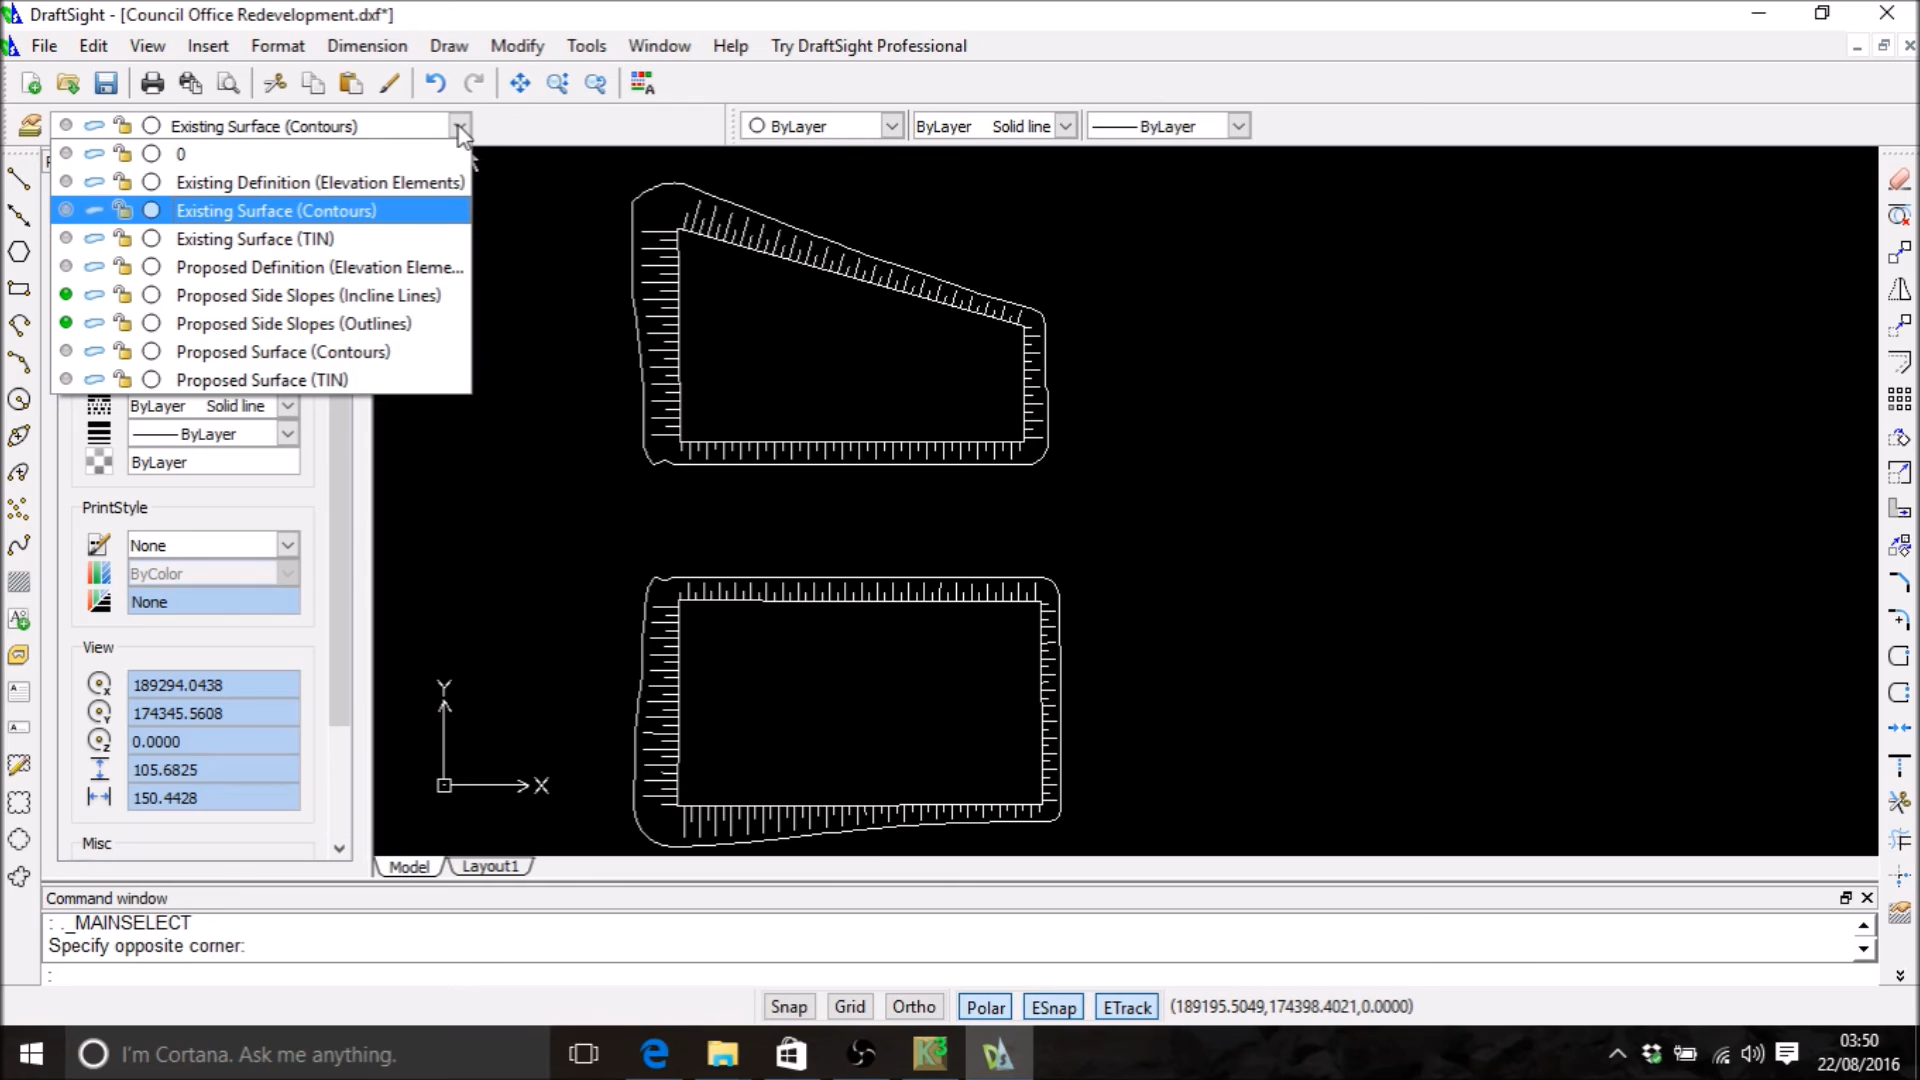 DraftSight - [Council Office Redevelopment.dxf*]
File Edit View Insert Format Dimension Draw Modify Tools Window Help Try DraftSight Professional
Existing Surface (Contours)
ByLayer
ByLayer Solid line
ByLayer
0
Existing Definition (Elevation Elements)
Existing Surface (Contours)
Existing Surface (TIN)
Proposed Definition (Elevation Eleme...
Proposed Side Slopes (Incline Lines)
Proposed Side Slopes (Outlines)
Proposed Surface (Contours)
Proposed Surface (TIN)
ByLayer Solid line
ByLayer
ByLayer
PrintStyle
None
ByColor
None
View
189294.0438
174345.5608
0.0000
105.6825
150.4428
Misc
Y
X
Model Layout1
Command window
: ._MAINSELECT
Specify opposite corner:
:
Snap Grid Ortho Polar ESnap ETrack (189195.5049,174398.4021,0.0000)
I'm Cortana. Ask me anything.
03:50
22/08/2016